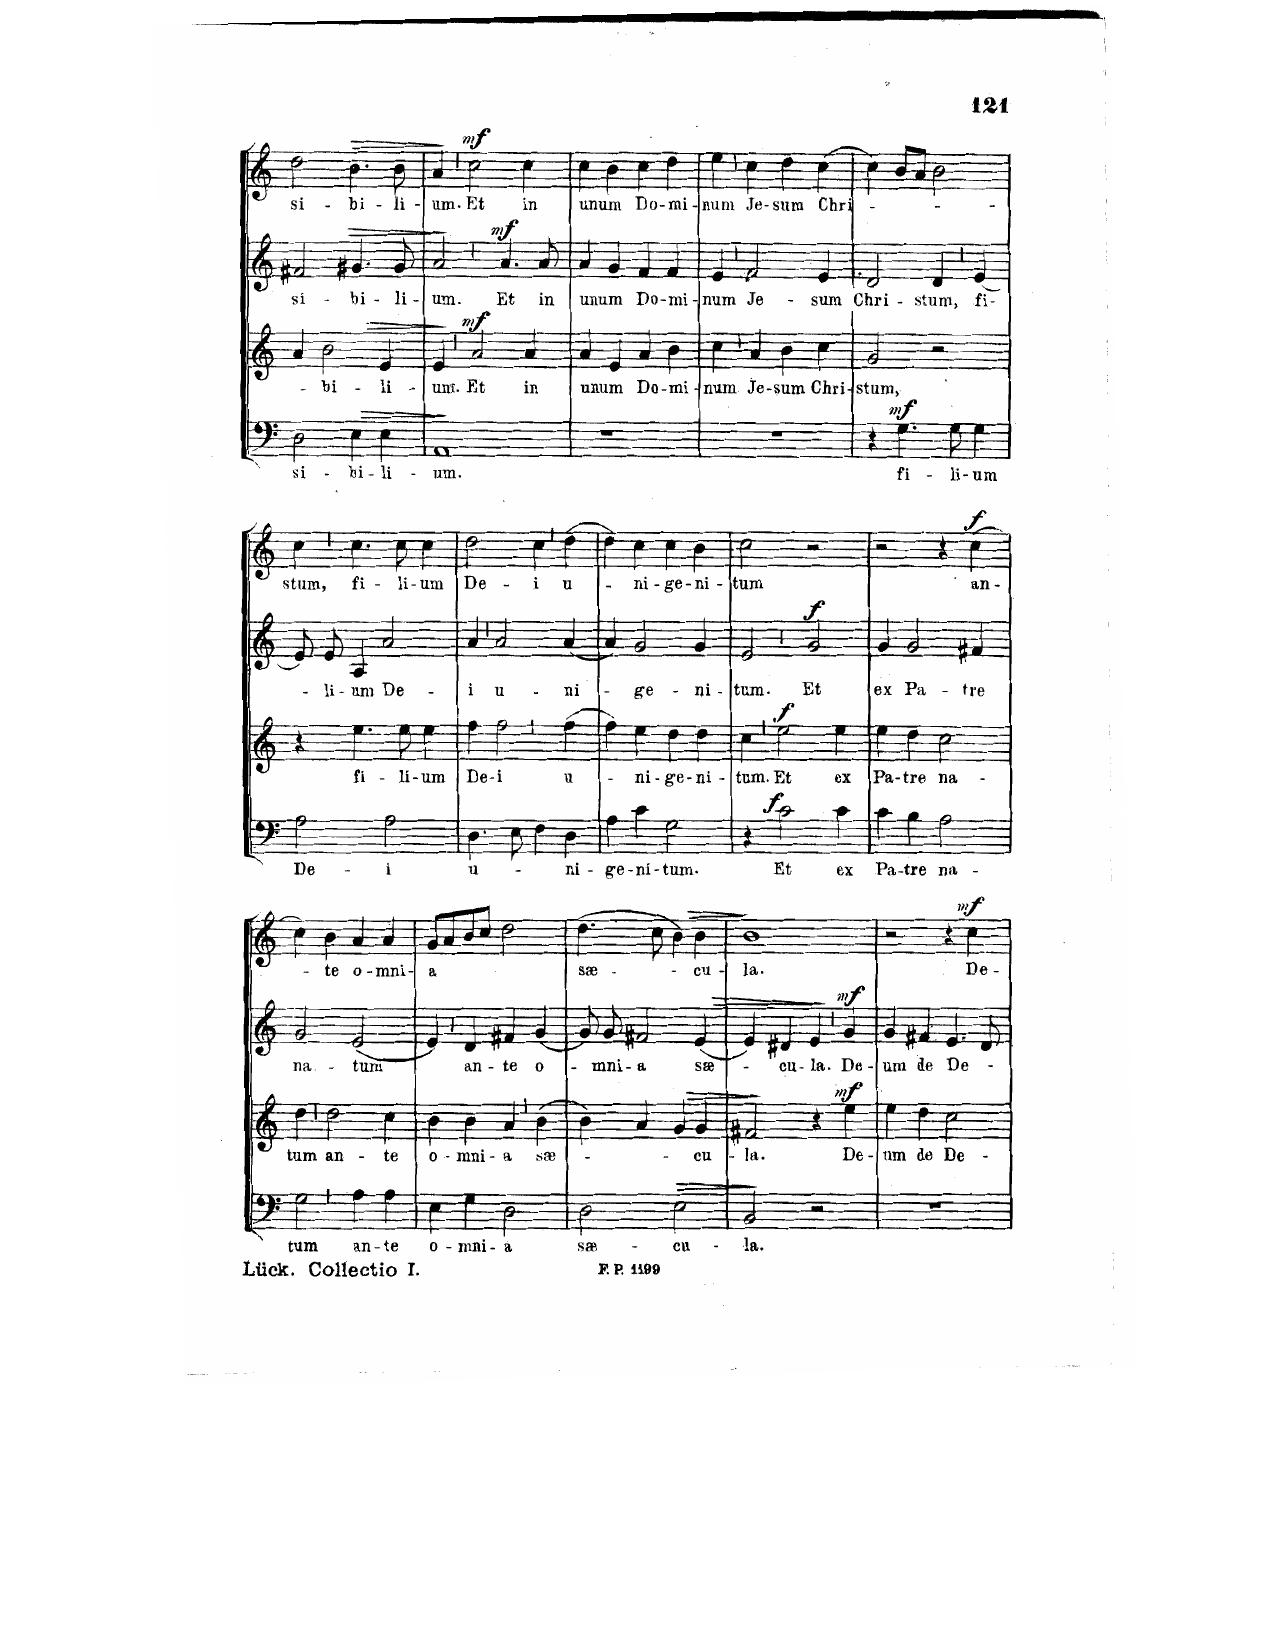 121
mf
si - bi - li - um. Et in unum Do - mi - num Je - sum Chri - - -
mf
si - bi - li - um. Et in unum Do - mi - num Je - sum Chri - stum, fi -
mf
- bi - li - um. Et in unum Do - mi - num Je - sum Chri - stum,
mf
si - bi - li - um. fi - li - um
f
stum, fi - li - um De - i u - ni - ge - ni - tum an -
f
- li - um De - i u - ni - ge - ni - tum. Et ex Pa - tre
f
fi - li - um De - i u - ni - ge - ni - tum. Et ex Pa - tre na -
f
De - i u - ni - ge - ni - tum. Et ex Pa - tre na -
mf
- te o - mni - a sæ - - cu - la. De -
mf
na - tum an - te o - mni - a sæ - cu - la. De - um de De -
mf
tum an - te o - mni - a sæ - - cu - la. De - um de De -
tum an - te o - mni - a sæ - cu - la.
Lück. Collectio I. F. P. 1199